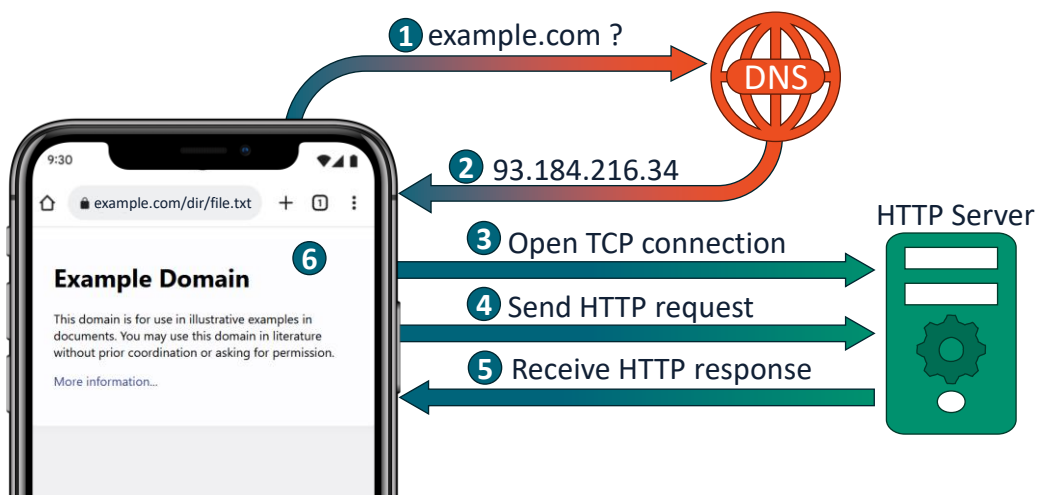 1 example.com ?
DNS
2 93.184.216.34
9:30
example.com/dir/file.txt
1
HTTP Server
3 Open TCP connection
6
Example Domain
4 Send HTTP request
This domain is for use in illustrative examples in
documents. You may use this domain in literature
without prior coordination or asking for permission.
More information...
5 Receive HTTP response